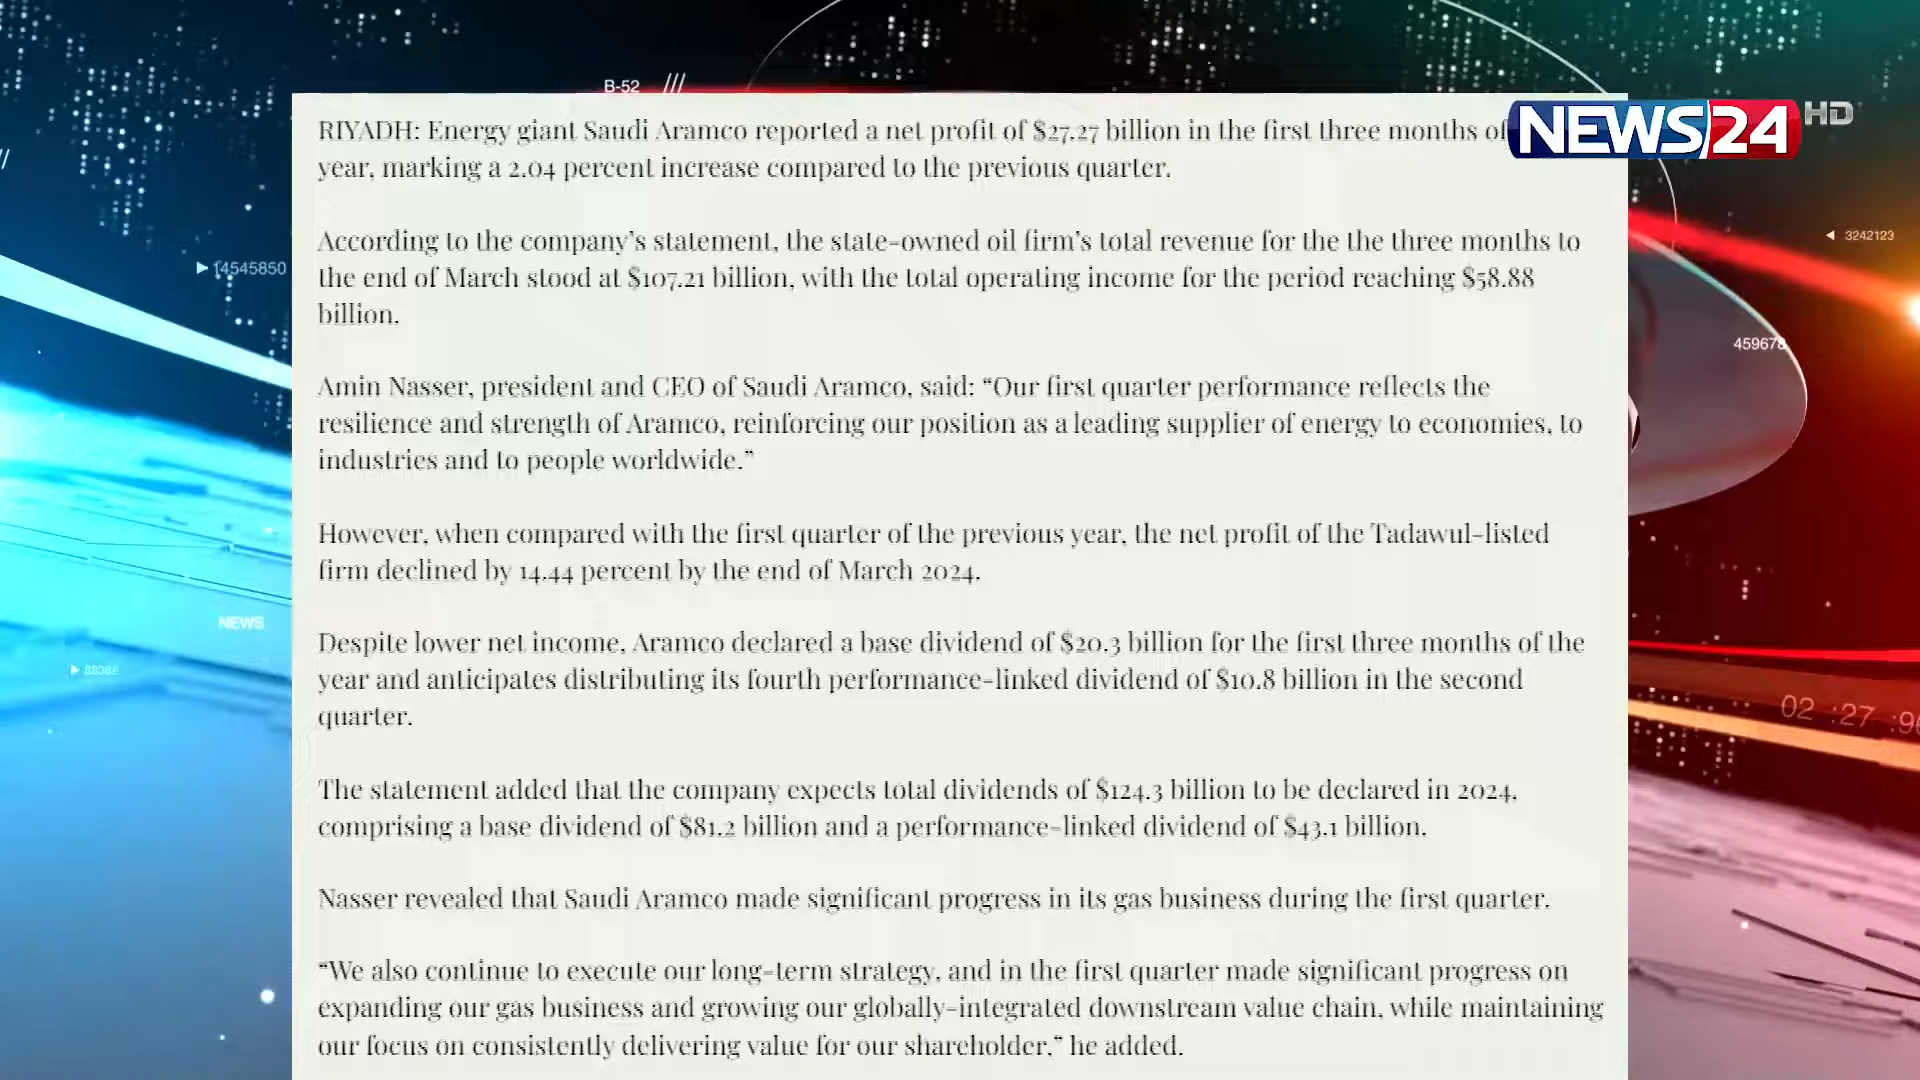 B-52 ///
RIYADH: Energy giant Saudi Aramco reported a net profit of $27.27 billion in the first three months of
NEWS/24 HD
year, marking a 2.04 percent increase compared to the previous quarter.
According to the company’s statement, the state-owned oil firm’s total revenue for the the three months to
3242123
the end of March stood at $107.21 billion, with the total operating income for the period reaching $58.88
14545850
billion.
459678
Amin Nasser, president and CEO of Saudi Aramco, said: “Our first quarter performance reflects the
resilience and strength of Aramco, reinforcing our position as a leading supplier of energy to economies, to
industries and to people worldwide.”
However, when compared with the first quarter of the previous year, the net profit of the Tadawul-listed
firm declined by 14.44 percent by the end of March 2024.
NEWS
Despite lower net income, Aramco declared a base dividend of $20.3 billion for the first three months of the
year and anticipates distributing its fourth performance-linked dividend of $10.8 billion in the second
quarter.
02 :27 :96
The statement added that the company expects total dividends of $124.3 billion to be declared in 2024,
comprising a base dividend of $81.2 billion and a performance-linked dividend of $43.1 billion.
Nasser revealed that Saudi Aramco made significant progress in its gas business during the first quarter.
“We also continue to execute our long-term strategy, and in the first quarter made significant progress on
expanding our gas business and growing our globally-integrated downstream value chain, while maintaining
our focus on consistently delivering value for our shareholder,” he added.